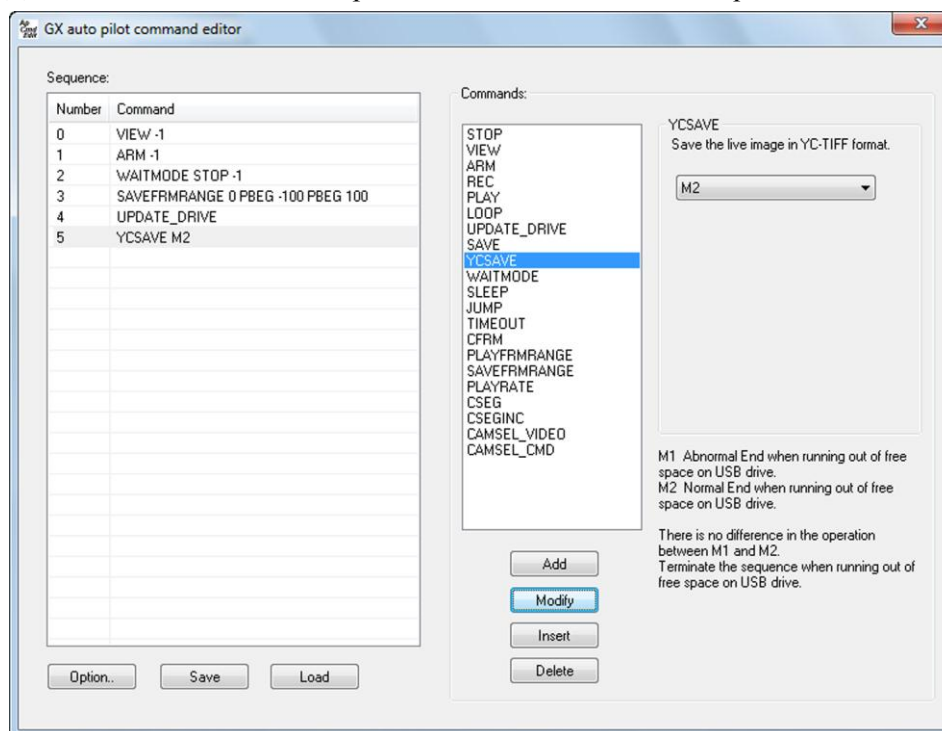 GX auto pilot command editor
Sequence:
Number Command
0 VIEW -1
1 ARM -1
2 WAITMODE STOP -1
3 SAVEFRMRANGE 0 PBEG -100 PBEG 100
4 UPDATE_DRIVE
5 YCSAVE M2
Option..
Save
Load
Commands:
STOP
VIEW
ARM
REC
PLAY
LOOP
UPDATE_DRIVE
SAVE
YCSAVE
WAITMODE
SLEEP
JUMP
TIMEOUT
CFRM
PLAYFRMRANGE
SAVEFRMRANGE
PLAYRATE
CSEG
CSEGINC
CAMSEL_VIDEO
CAMSEL_CMD
Add
Modify
Insert
Delete
YCSAVE
Save the live image in YC-TIFF format.
M2
M1 Abnormal End when running out of free
space on USB drive.
M2 Normal End when running out of free
space on USB drive.
There is no difference in the operation
between M1 and M2.
Terminate the sequence when running out of
free space on USB drive.